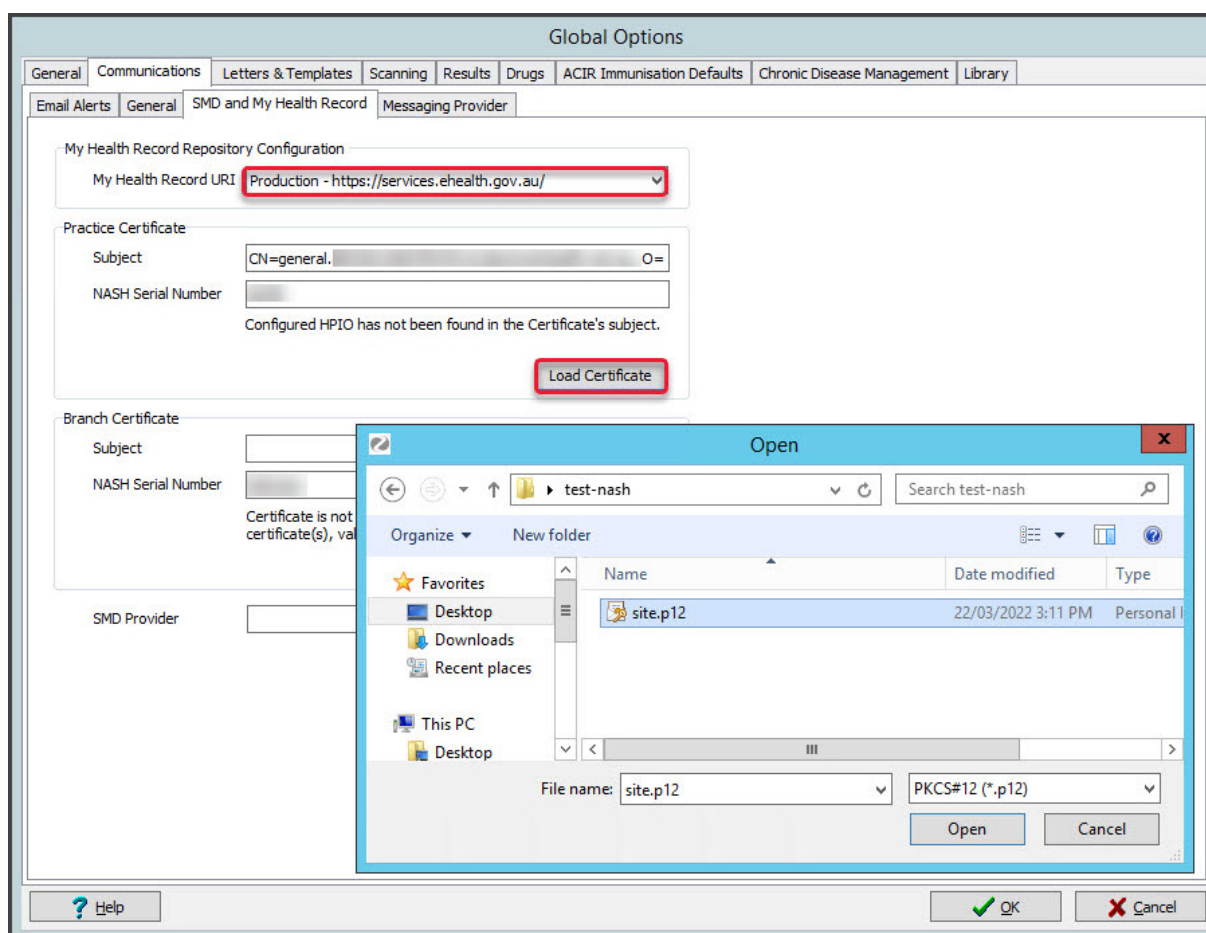 Global Options
General Communications Letters & Templates Scanning Results Drugs ACIR Immunisation Defaults Chronic Disease Management Library
Email Alerts General SMD and My Health Record Messaging Provider
My Health Record Repository Configuration
My Health Record URI Production - https://services.ehealth.gov.au/
Practice Certificate
Subject CN=general. O=
NASH Serial Number
Configured HPIO has not been found in the Certificate's subject.
Load Certificate
Branch Certificate
Subject
NASH Serial Number
Certificate is not
certificate(s), val
SMD Provider
Open
test-nash Search test-nash
Organize New folder
Name Date modified Type
Favorites
Desktop
Downloads
Recent places
This PC
Desktop
site.p12 22/03/2022 3:11 PM Personal I
File name: site.p12 PKCS#12 (*.p12)
Open Cancel
Help OK Cancel